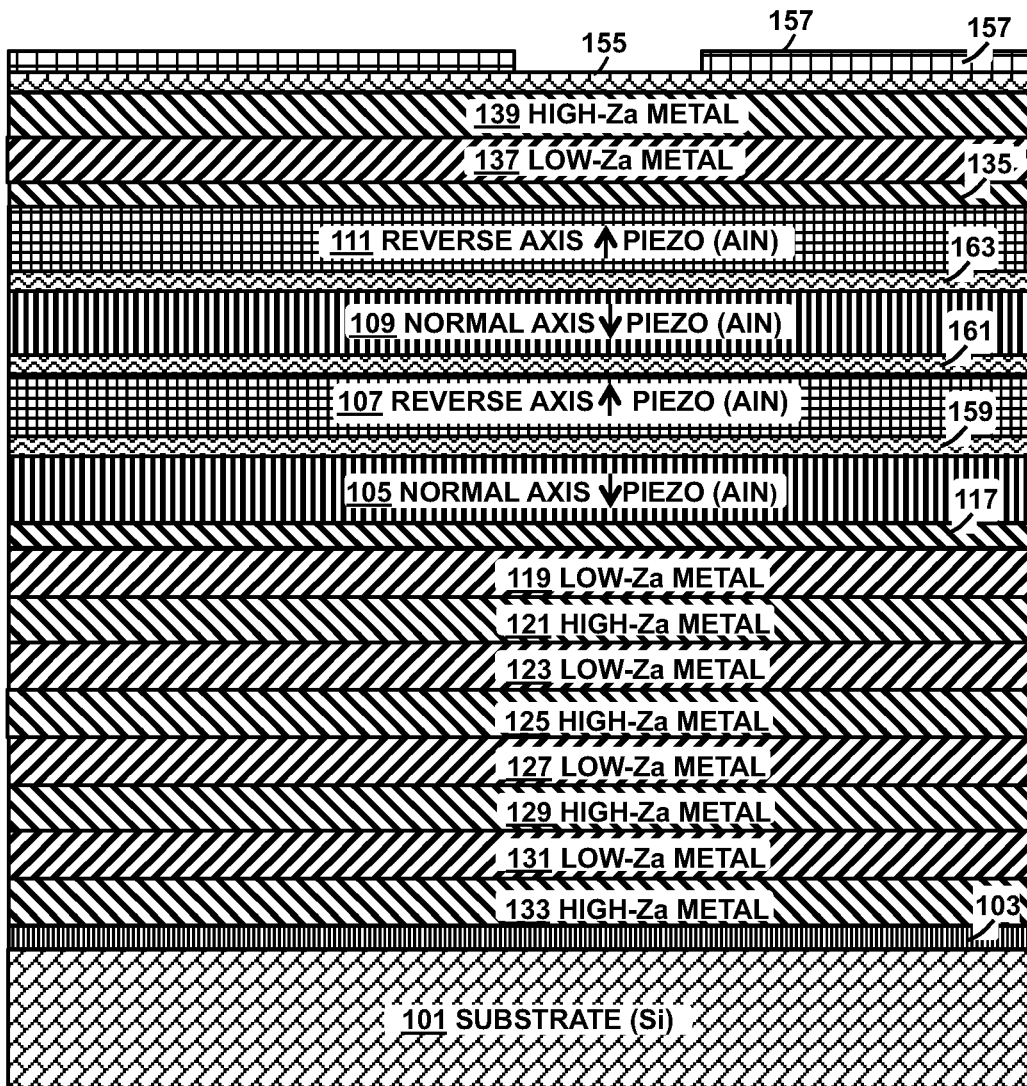 157
157
155
139 HIGH-Za METAL
137 LOW-Za METAL
135
111 REVERSE AXIS PIEZO (AlN)
163
109 NORMAL AXIS PIEZO (AlN)
161
107 REVERSE AXIS PIEZO (AlN)
159
105 NORMAL AXIS PIEZO (AlN)
117
119 LOW-Za METAL
121 HIGH-Za METAL
123 LOW-Za METAL
125 HIGH-Za METAL
127 LOW-Za METAL
129 HIGH-Za METAL
131 LOW-Za METAL
133 HIGH-Za METAL
103
101 SUBSTRATE (Si)